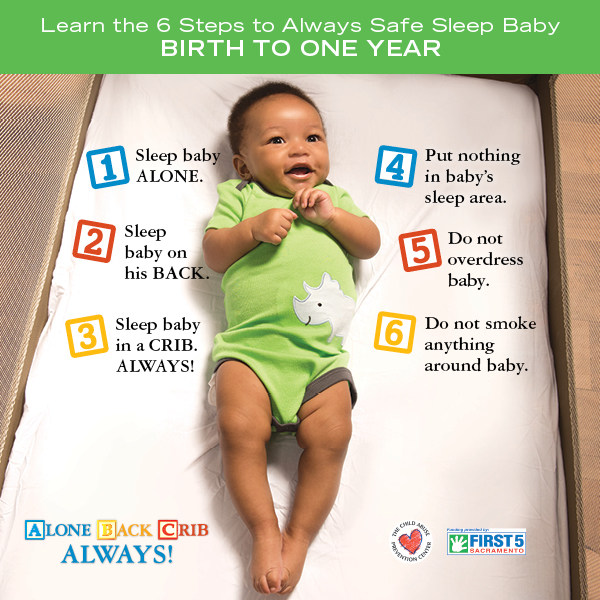 Learn the 6 Steps to Always Safe Sleep Baby
BIRTH TO ONE YEAR
1
Sleep baby
ALONE.
2
Sleep
baby on
his BACK.
3
Sleep baby
in a CRIB.
ALWAYS!
4
Put nothing
in baby's
sleep area.
5
Do not
overdress
baby.
6
Do not smoke
anything
around baby.
ALONE BACK CRIB
ALWAYS!
THE CHILD ABUSE
PREVENTION CENTER
Funding provided by:
FIRST 5
SACRAMENTO